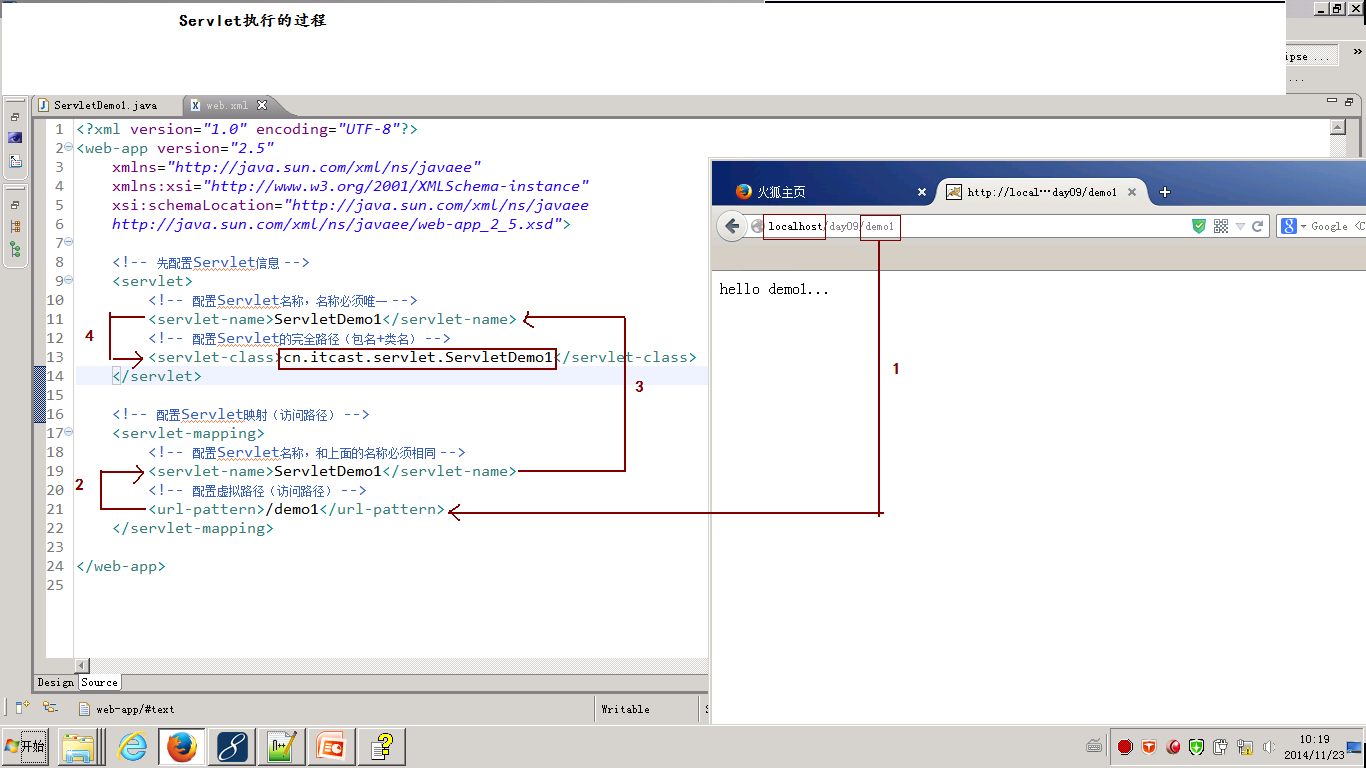 Servlet执行的过程
ipse ...
ServletDemo1.java
web.xml
1 <?xml version="1.0" encoding="UTF-8"?>
2 <web-app version="2.5"
3 xmlns="http://java.sun.com/xml/ns/javaee"
4 xmlns:xsi="http://www.w3.org/2001/XMLSchema-instance"
5 xsi:schemaLocation="http://java.sun.com/xml/ns/javaee
6 http://java.sun.com/xml/ns/javaee/web-app_2_5.xsd">
7
8 <!-- 先配置Servlet信息 -->
9 <servlet>
10 <!-- 配置Servlet名称，名称必须唯一 -->
11 <servlet-name>ServletDemo1</servlet-name>
12 <!-- 配置Servlet的完全路径（包名+类名） -->
13 <servlet-class>cn.itcast.servlet.ServletDemo1</servlet-class>
14 </servlet>
15
16 <!-- 配置Servlet映射（访问路径） -->
17 <servlet-mapping>
18 <!-- 配置Servlet名称，和上面的名称必须相同 -->
19 <servlet-name>ServletDemo1</servlet-name>
20 <!-- 配置虚拟路径（访问路径） -->
21 <url-pattern>/demo1</url-pattern>
22 </servlet-mapping>
23
24 </web-app>
25
4
3
2
1
火狐主页
http://local…day09/demo1
localhost/day09/demo1
Google <C
hello demo1...
Design
Source
web-app/#text
Writable
开始
10:19
2014/11/23